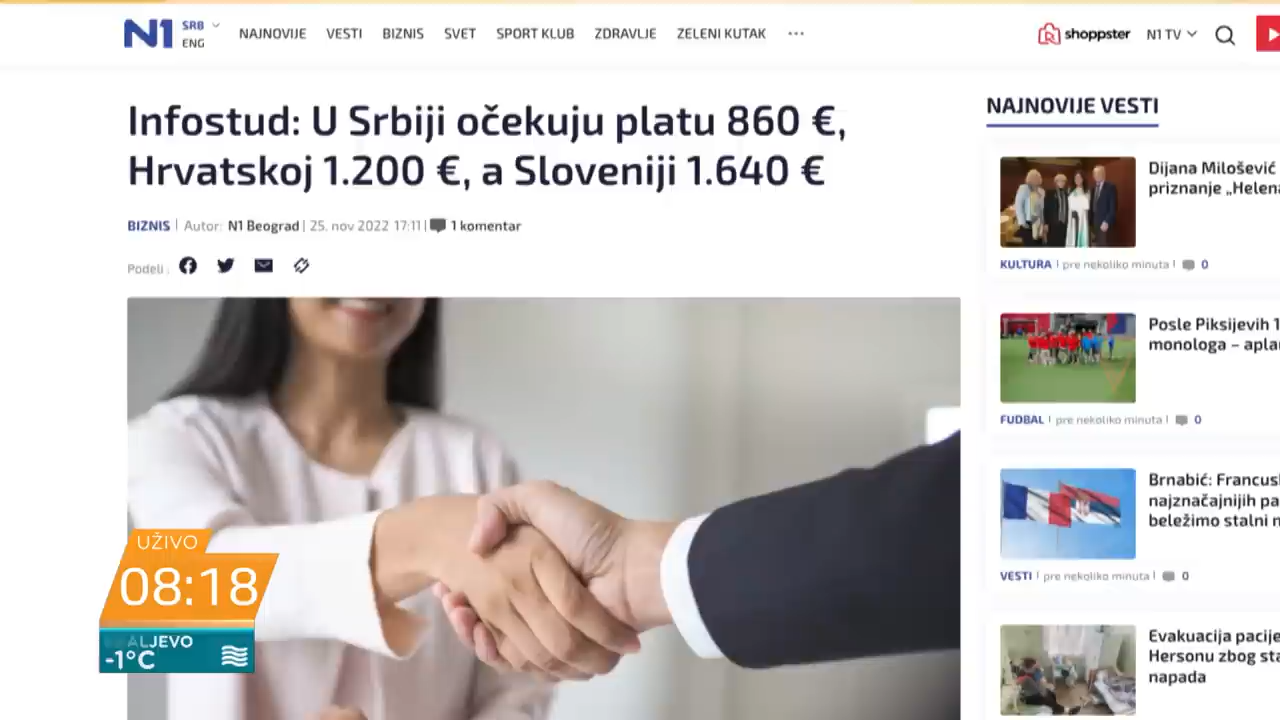 N1
SRB
ENG
NAJNOVIJE
VESTI
BIZNIS
SVET
SPORT KLUB
ZDRAVLJE
ZELENI KUTAK
shoppster
N1 TV
Infostud: U Srbiji očekuju platu 860 €,
Hrvatskoj 1.200 €, a Sloveniji 1.640 €
BIZNIS | Autor: N1 Beograd | 25. nov 2022 17:11 | 1 komentar
Podeli :
NAJNOVIJE VESTI
Dijana Milošević
priznanje „Helen
KULTURA | pre nekoliko minuta | 0
Posle Piksijevih 1
monologa – apla
FUDBAL | pre nekoliko minuta | 0
Brnabić: Francus
najznačajnijih pa
beležimo stalni
VESTI | pre nekoliko minuta | 0
Evakuacija pacije
Hersonu zbog sta
napada
UŽIVO
08:18
ALJEVO
-1°C